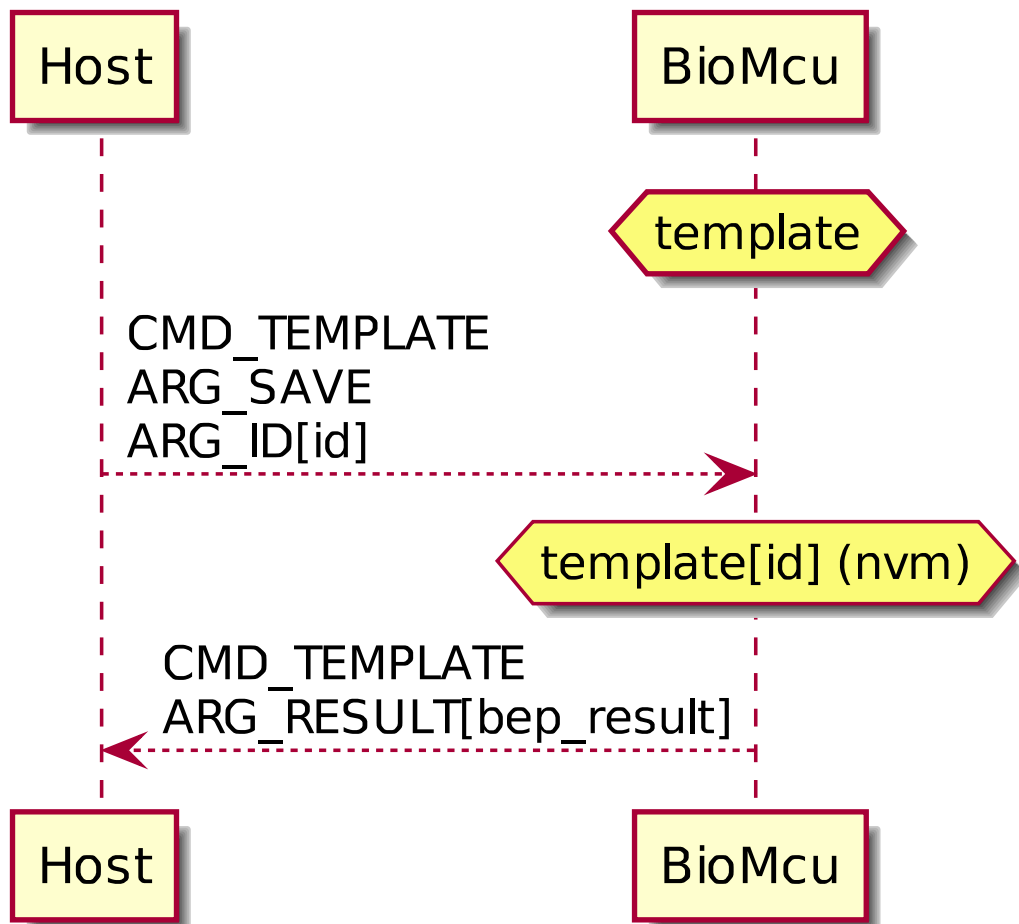 Host
BioMcu
template
CMD_TEMPLATE
ARG_SAVE
ARG_ID[id]
template[id] (nvm)
CMD_TEMPLATE
ARG_RESULT[bep_result]
Host
BioMcu